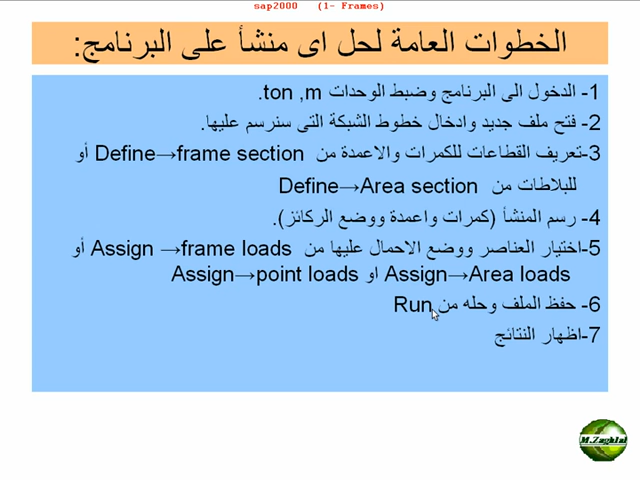 sap2000 (1- Frames)
الخطوات العامة لحل اى منشأ على البرنامج:
1- الدخول الى البرنامج وضبط الوحدات ton ,m.
2- فتح ملف جديد وادخال خطوط الشبكة التى سنرسم عليها.
3-تعريف القطاعات للكمرات والاعمدة من Define→frame section أو
للبلاطات من Define→Area section
4- رسم المنشأ (كمرات واعمدة ووضع الركائز).
5-اختيار العناصر ووضع الاحمال عليها من Assign →frame loads أو
Assign→Area loads او Assign→point loads
6- حفظ الملف وحله من Run
7-اظهار النتائج
M.Zaghlal